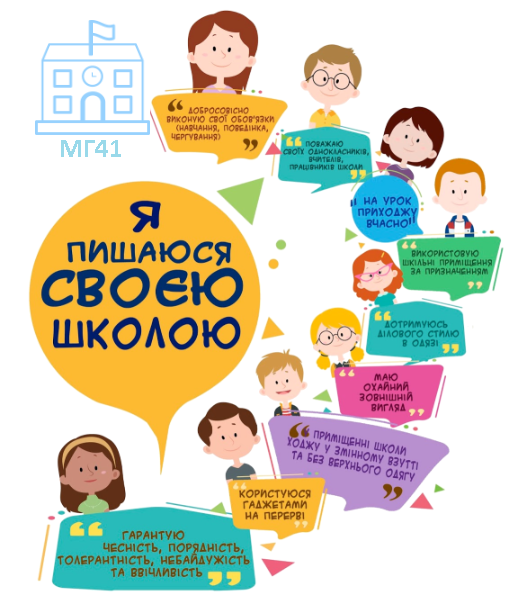 МГ41
Я
ПИШАЮСЯ
СВОЄЮ
ШКОЛОЮ
“ ДОБРОСОВІСНО
ВИКОНУЮ СВОЇ ОБОВ'ЯЗКИ
(НАВЧАННЯ, ПОВЕДІНКА,
ЧЕРГУВАННЯ) ”
“ ПОВАЖАЮ
СВОЇХ ОДНОКЛАСНИКІВ,
ВЧИТЕЛІВ,
ПРАЦІВНИКІВ ШКОЛИ ”
" НА УРОК
ПРИХОДЖУ
ВЧАСНО"
“ ВИКОРИСТОВУЮ
ШКІЛЬНІ ПРИМІЩЕННЯ
ЗА ПРИЗНАЧЕННЯМ ”
“ ДОТРИМУЮСЬ
ДІЛОВОГО СТИЛЮ
В ОДЯЗІ ”
“ МАЮ
ОХАЙНИЙ
ЗОВНІШНІЙ
ВИГЛЯД ”
“ ПРИМІЩЕННІ ШКОЛИ
ХОДЖУ У ЗМІННОМУ ВЗУТТІ
ТА БЕЗ ВЕРХНЬОГО ОДЯГУ ”
“ КОРИСТУЮСЯ
ГАДЖЕТАМИ
НА ПЕРЕРВІ ”
“ ГАРАНТУЮ
ЧЕСНІСТЬ, ПОРЯДНІСТЬ,
ТОЛЕРАНТНІСТЬ, НЕБАЙДУЖІСТЬ
ТА ВВІЧЛИВІСТЬ ”